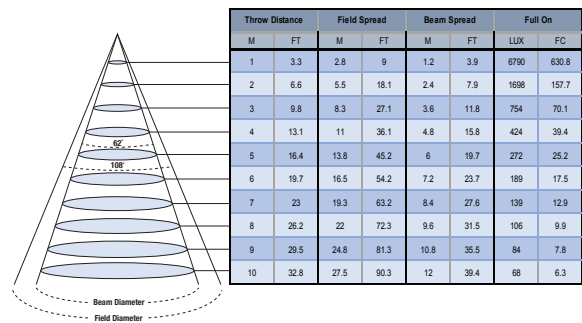 Throw Distance Field Spread Beam Spread Full On
M FT M FT M FT LUX FC
1 3.3 2.8 9 1.2 3.9 6790 630.8
2 6.6 5.5 18.1 2.4 7.9 1698 157.7
3 9.8 8.3 27.1 3.6 11.8 754 70.1
4 13.1 11 36.1 4.8 15.8 424 39.4
5 16.4 13.8 45.2 6 19.7 272 25.2
6 19.7 16.5 54.2 7.2 23.7 189 17.5
7 23 19.3 63.2 8.4 27.6 139 12.9
8 26.2 22 72.3 9.6 31.5 106 9.9
9 29.5 24.8 81.3 10.8 35.5 84 7.8
10 32.8 27.5 90.3 12 39.4 68 6.3
62°
108°
Beam Diameter
Field Diameter